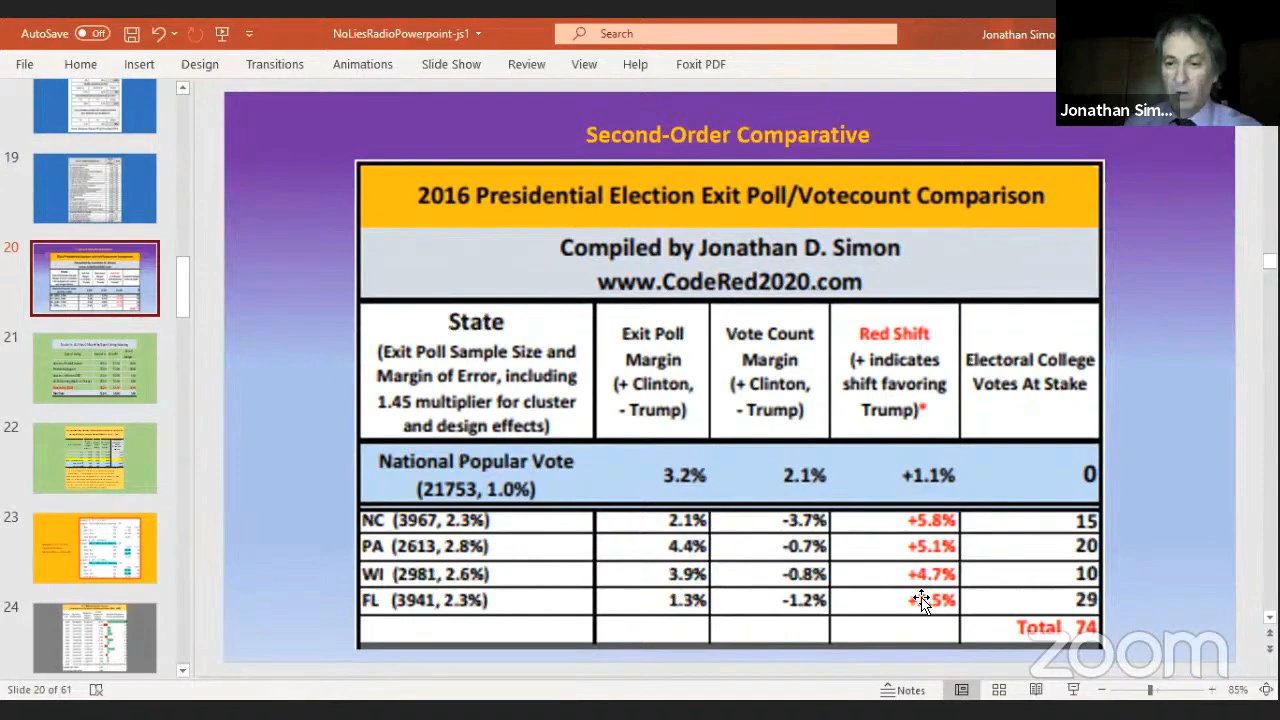 AutoSave Off
NoLiesRadioPowerpoint-js1
Search
Jonathan Simo
File Home Insert Design Transitions Animations Slide Show Review View Help Foxit PDF
Jonathan Sim...
19
20
21
22
23
24
Second-Order Comparative
2016 Presidential Election Exit Poll/Votecount Comparison
Compiled by Jonathan D. Simon
www.CodeRed2020.com
State
(Exit Poll Sample Size and
Margin of Error, including
1.45 multiplier for cluster
and design effects)
Exit Poll
Margin
(+ Clinton,
- Trump)
Vote Count
Margin
(+ Clinton,
- Trump)
Red Shift
(+ indicates
shift favoring
Trump)*
Electoral College
Votes At Stake
National Popular Vote
(21753, 1.0%)
3.2% 2.1% +1.1% 0
NC (3967, 2.3%) 2.1% -3.7% +5.8% 15
PA (2613, 2.8%) 4.4% -0.7% +5.1% 20
WI (2981, 2.6%) 3.9% -0.8% +4.7% 10
FL (3941, 2.3%) 1.3% -1.2% 5% 29
Total 74
zoom
Slide 20 of 61
Notes
85%